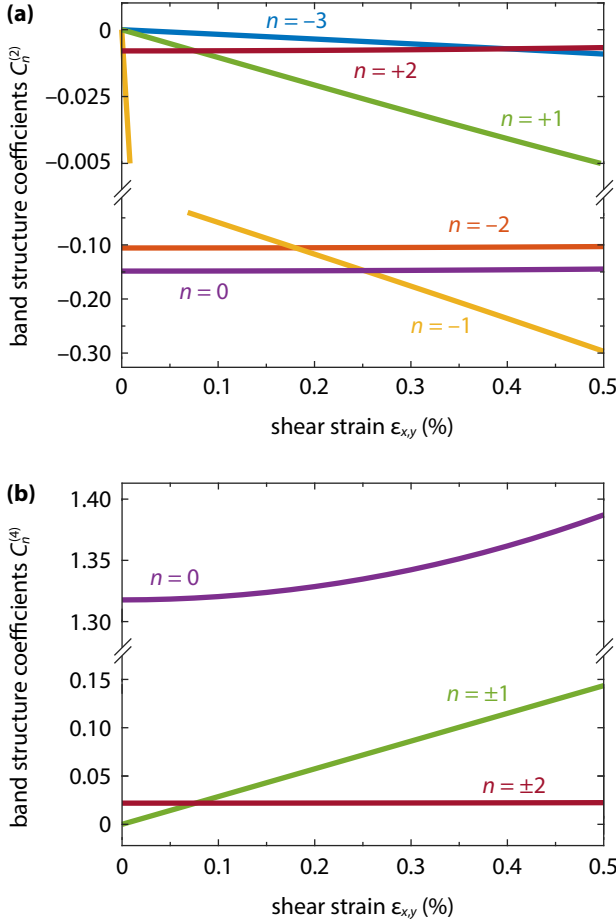 (a)
band structure coefficients C_n^(2)
0
−0.025
−0.005
−0.10
−0.20
−0.30
n = −3
n = +2
n = +1
n = −2
n = 0
n = −1
0 0.1 0.2 0.3 0.4 0.5
shear strain ε_x,y (%)
(b)
band structure coefficients C_n^(4)
1.40
1.35
1.30
0.15
0.10
0.05
0
n = 0
n = ±1
n = ±2
0 0.1 0.2 0.3 0.4 0.5
shear strain ε_x,y (%)